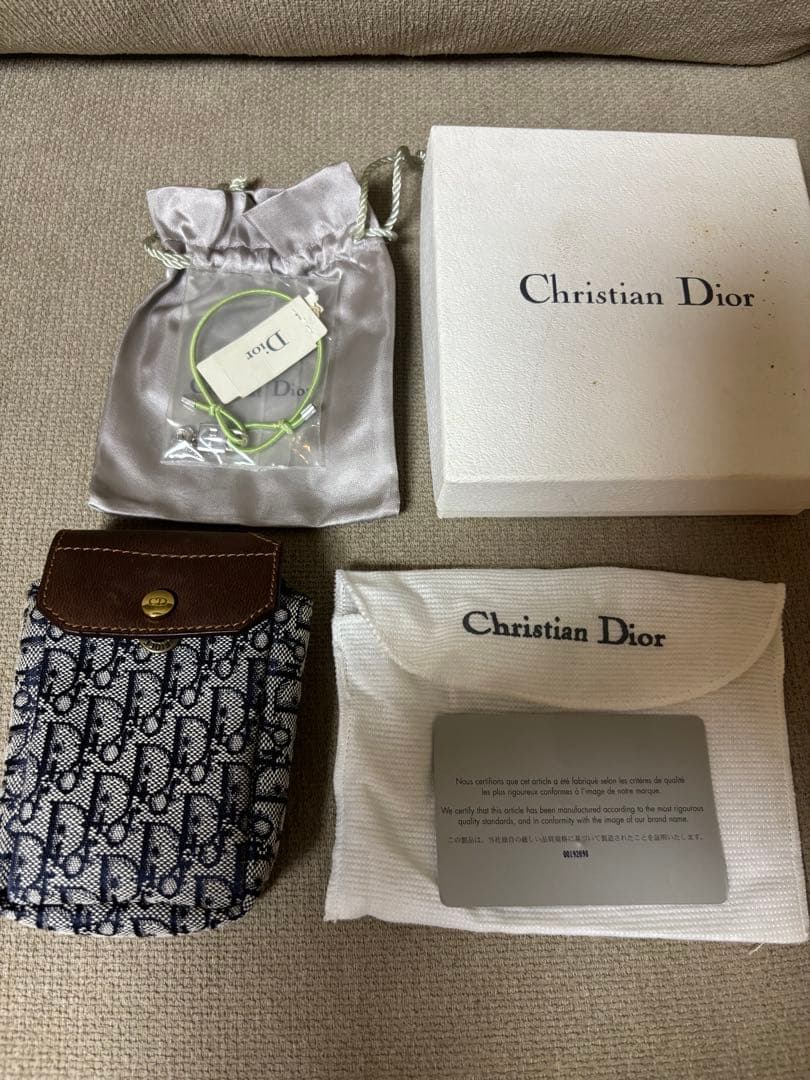 Christian Dior
Dior
Christian Dior
CD
Christian Dior
Nous certifions que cet article a été fabriqué selon les critères de qualité
les plus rigoureux conformes à l'image de notre marque.
We certify that this article has been manufactured according to the most rigourous
quality standards, and in conformity with the image of our brand name.
この製品は、当社独自の厳しい品質規格に基づいて製造されたことを証明いたします。